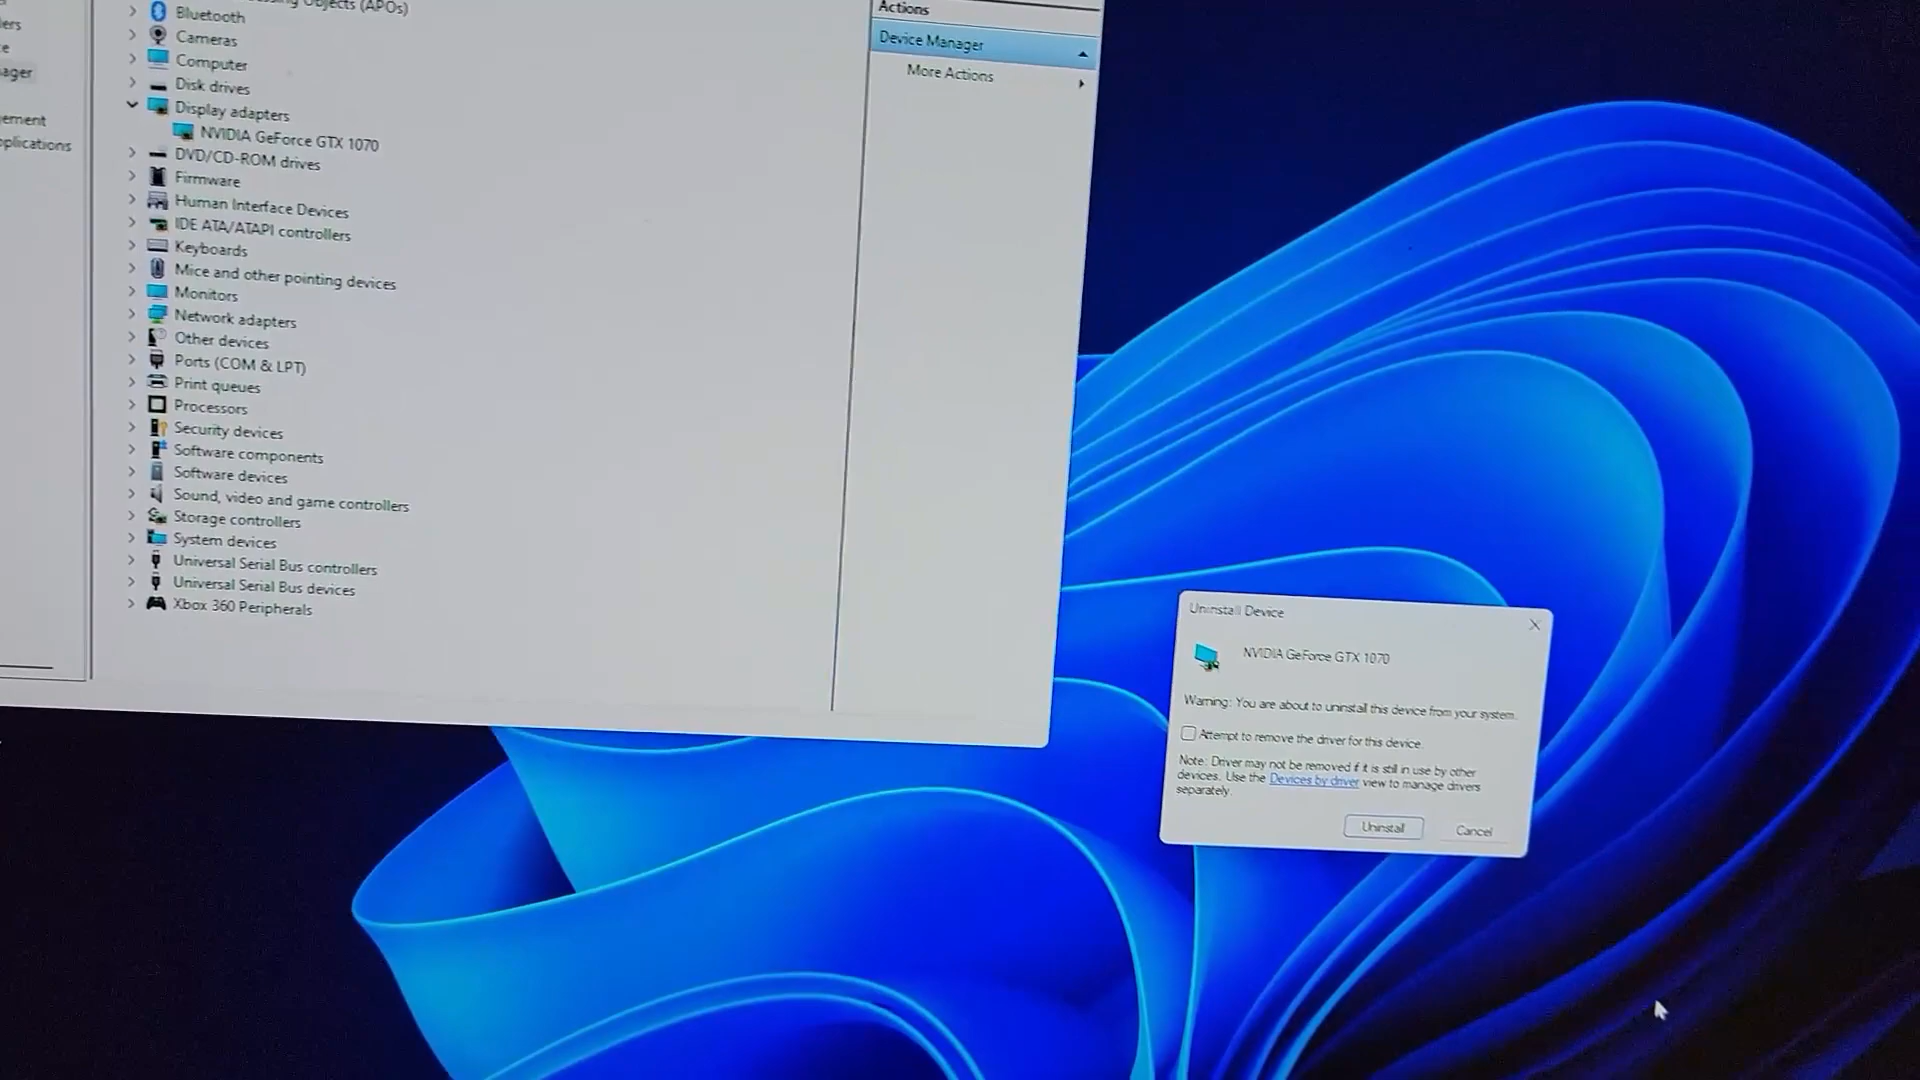 ers
e
ager
ement
plications
Objects (APOs)
Bluetooth
Cameras
Computer
Disk drives
Display adapters
NVIDIA GeForce GTX 1070
DVD/CD-ROM drives
Firmware
Human Interface Devices
IDE ATA/ATAPI controllers
Keyboards
Mice and other pointing devices
Monitors
Network adapters
Other devices
Ports (COM & LPT)
Print queues
Processors
Security devices
Software components
Software devices
Sound, video and game controllers
Storage controllers
System devices
Universal Serial Bus controllers
Universal Serial Bus devices
Xbox 360 Peripherals
Actions
Device Manager
More Actions
Uninstall Device
NVIDIA GeForce GTX 1070
Warning: You are about to uninstall this device from your system.
Attempt to remove the driver for this device.
Note: Driver may not be removed if it is still in use by other
devices. Use the Devices by driver view to manage drivers
separately.
Uninstall
Cancel